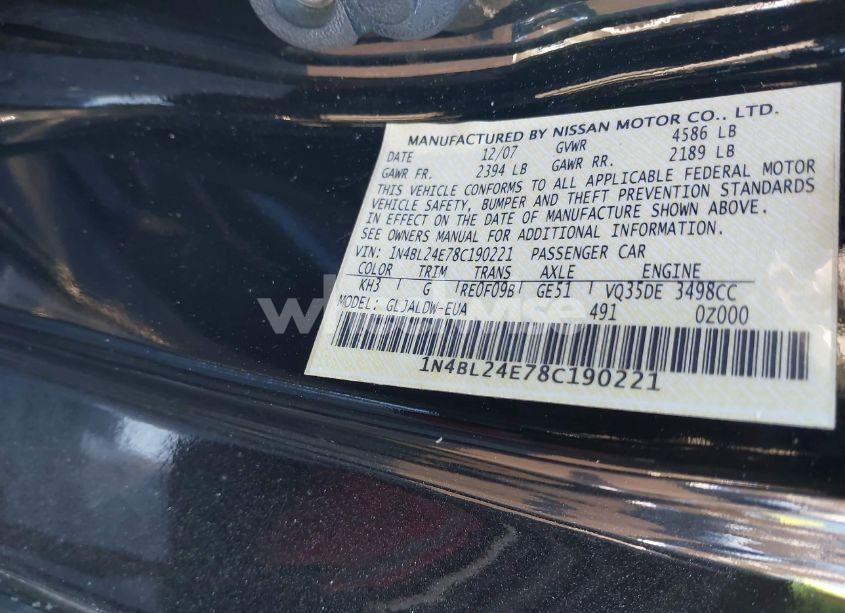 MANUFACTURED BY NISSAN MOTOR CO., LTD.
DATE 12/07 GVWR 4586 LB
GAWR FR. 2394 LB GAWR RR. 2189 LB
THIS VEHICLE CONFORMS TO ALL APPLICABLE FEDERAL MOTOR
VEHICLE SAFETY, BUMPER AND THEFT PREVENTION STANDARDS
IN EFFECT ON THE DATE OF MANUFACTURE SHOWN ABOVE.
SEE OWNERS MANUAL FOR ADDITIONAL INFORMATION.
VIN: 1N4BL24E78C190221 PASSENGER CAR
COLOR TRIM TRANS AXLE ENGINE
KH3 G RE0F09B GE51 VQ35DE 3498CC
MODEL: GLJALDW-EUA 491 0Z000
1N4BL24E78C190221